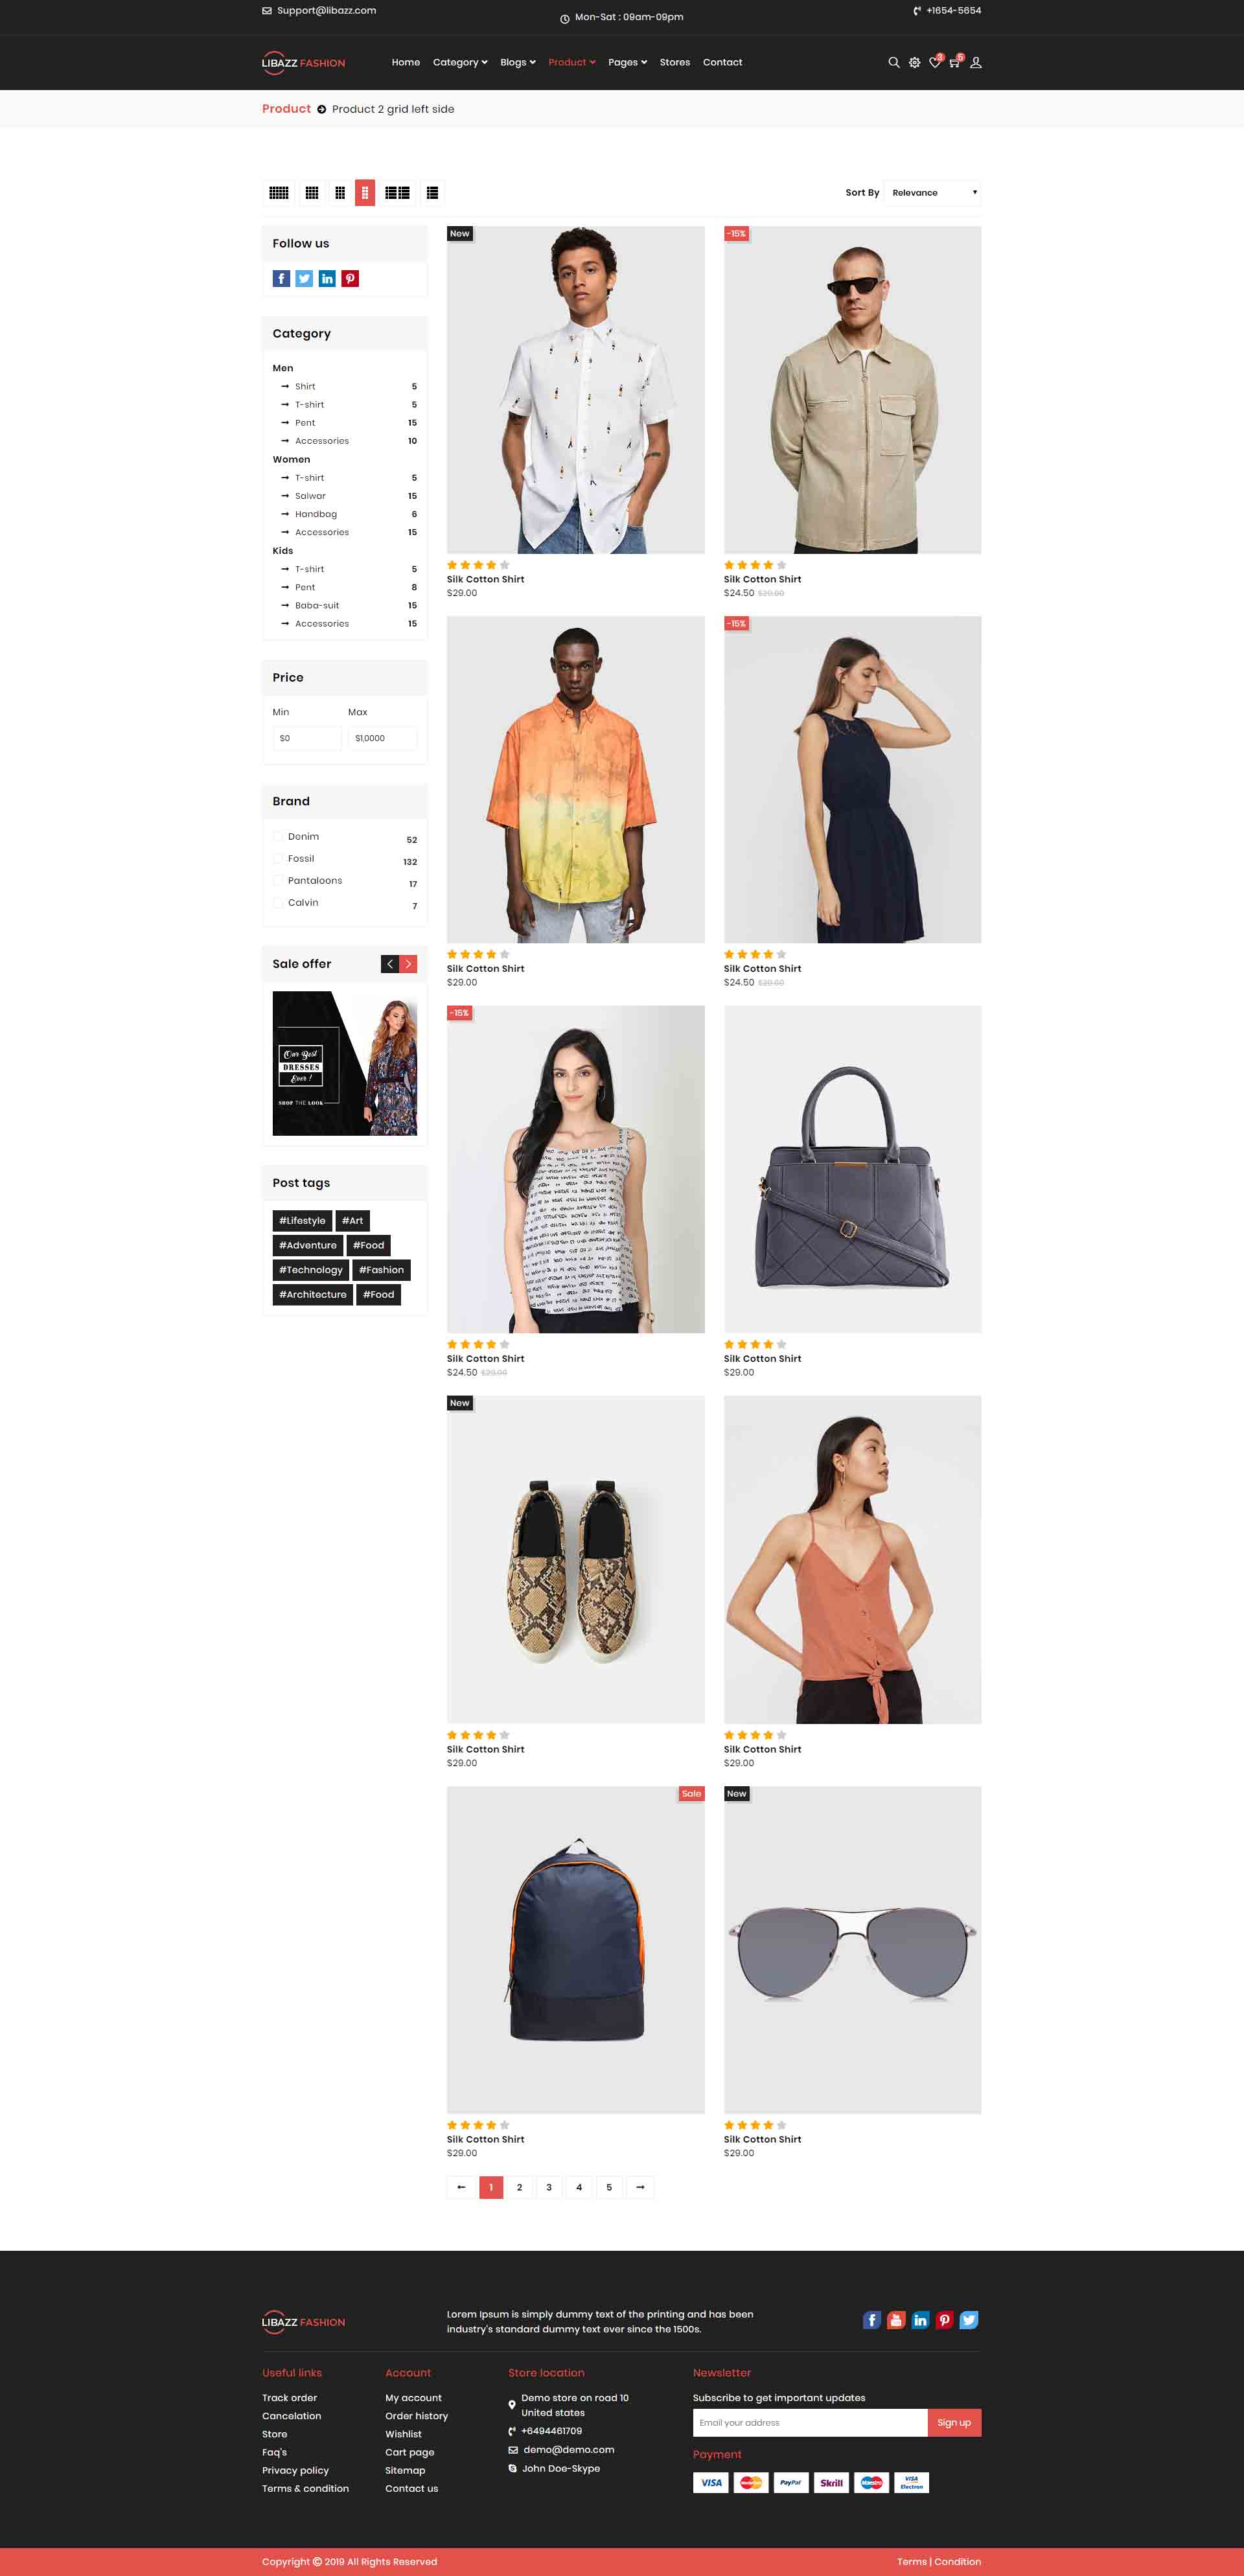 Support@libazz.com
Mon-Sat : 09am-09pm
+1654-5654
LIBAZZ FASHION
Home Category Blogs Product Pages Stores Contact
3 5
Product Product 2 grid left side
Sort By Relevance
Follow us
Category
Men
Shirt 5
T-shirt 5
Pent 15
Accessories 10
Women
T-shirt 5
Salwar 15
Handbag 6
Accessories 15
Kids
T-shirt 5
Pent 8
Baba-suit 15
Accessories 15
Price
Min Max
$0 $1,0000
Brand
Denim 52
Fossil 132
Pantaloons 17
Calvin 7
Sale offer
Our Best
DRESSES
Ever !
SHOP THE LOOK
Post tags
#Lifestyle #Art
#Adventure #Food
#Technology #Fashion
#Architecture #Food
New
Silk Cotton Shirt
$29.00
-15%
Silk Cotton Shirt
$24.50 $29.00
Silk Cotton Shirt
$29.00
-15%
Silk Cotton Shirt
$24.50 $29.00
-15%
Silk Cotton Shirt
$24.50 $29.00
Silk Cotton Shirt
$29.00
New
Silk Cotton Shirt
$29.00
Silk Cotton Shirt
$29.00
Sale
Silk Cotton Shirt
$29.00
New
Silk Cotton Shirt
$29.00
1 2 3 4 5
LIBAZZ FASHION
Lorem Ipsum is simply dummy text of the printing and has been
industry's standard dummy text ever since the 1500s.
Useful links
Track order
Cancelation
Store
Faq's
Privacy policy
Terms & condition
Account
My account
Order history
Wishlist
Cart page
Sitemap
Contact us
Store location
Demo store on road 10
United states
+6494461709
demo@demo.com
John Doe-Skype
Newsletter
Subscribe to get important updates
Email your address Sign up
Payment
VISA MasterCard PayPal Skrill Maestro VISA
Electron
Copyright © 2019 All Rights Reserved
Terms | Condition